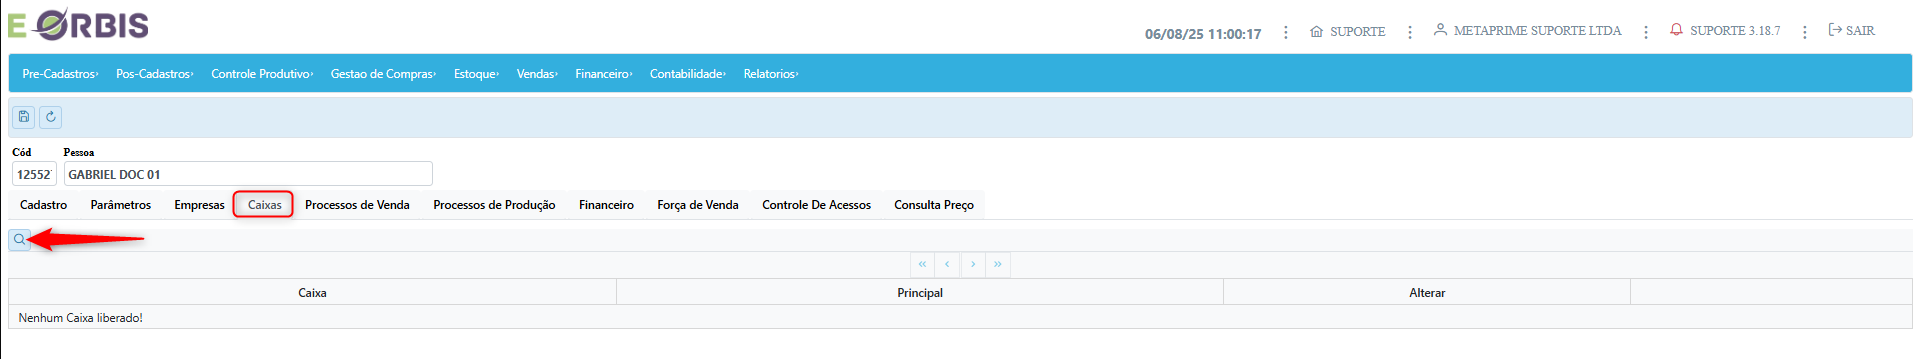 E ORBIS
06/08/25 11:00:17 SUPORTE METAPRIME SUPORTE LTDA SUPORTE 3.18.7 SAIR
Pre-Cadastros Pos-Cadastros Controle Produtivo Gestao de Compras Estoque Vendas Financeiro Contabilidade Relatorios
Cód Pessoa
12552 GABRIEL DOC 01
Cadastro Parâmetros Empresas Caixas Processos de Venda Processos de Produção Financeiro Força de Venda Controle De Acessos Consulta Preço
Caixa Principal Alterar
Nenhum Caixa liberado!